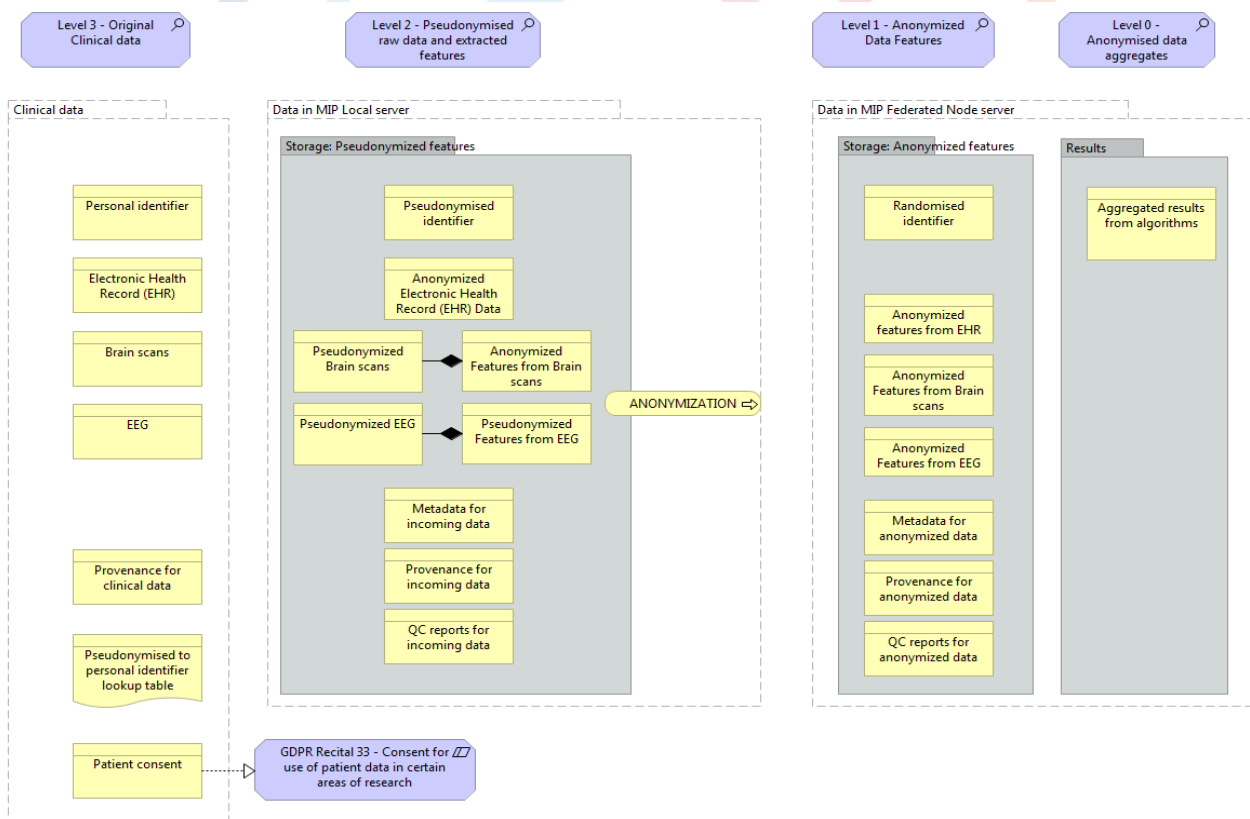 Level 3 - Original
Clinical data
Level 2 - Pseudonymised
raw data and extracted
features
Level 1 - Anonymized
Data Features
Level 0 -
Anonymised data
aggregates
Clinical data
Personal identifier
Electronic Health
Record (EHR)
Brain scans
EEG
Provenance for
clinical data
Pseudonymised to
personal identifier
lookup table
Patient consent
GDPR Recital 33 - Consent for
use of patient data in certain
areas of research
Data in MIP Local server
Storage: Pseudonymized features
Pseudonymised
identifier
Anonymized
Electronic Health
Record (EHR) Data
Pseudonymized
Brain scans
Anonymized
Features from Brain
scans
Pseudonymized EEG
Pseudonymized
Features from EEG
Metadata for
incoming data
Provenance for
incoming data
QC reports for
incoming data
ANONYMIZATION
Data in MIP Federated Node server
Storage: Anonymized features
Randomised
identifier
Anonymized
features from EHR
Anonymized
Features from Brain
scans
Anonymized
Features from EEG
Metadata for
anonymized data
Provenance for
anonymized data
QC reports for
anonymized data
Results
Aggregated results
from algorithms